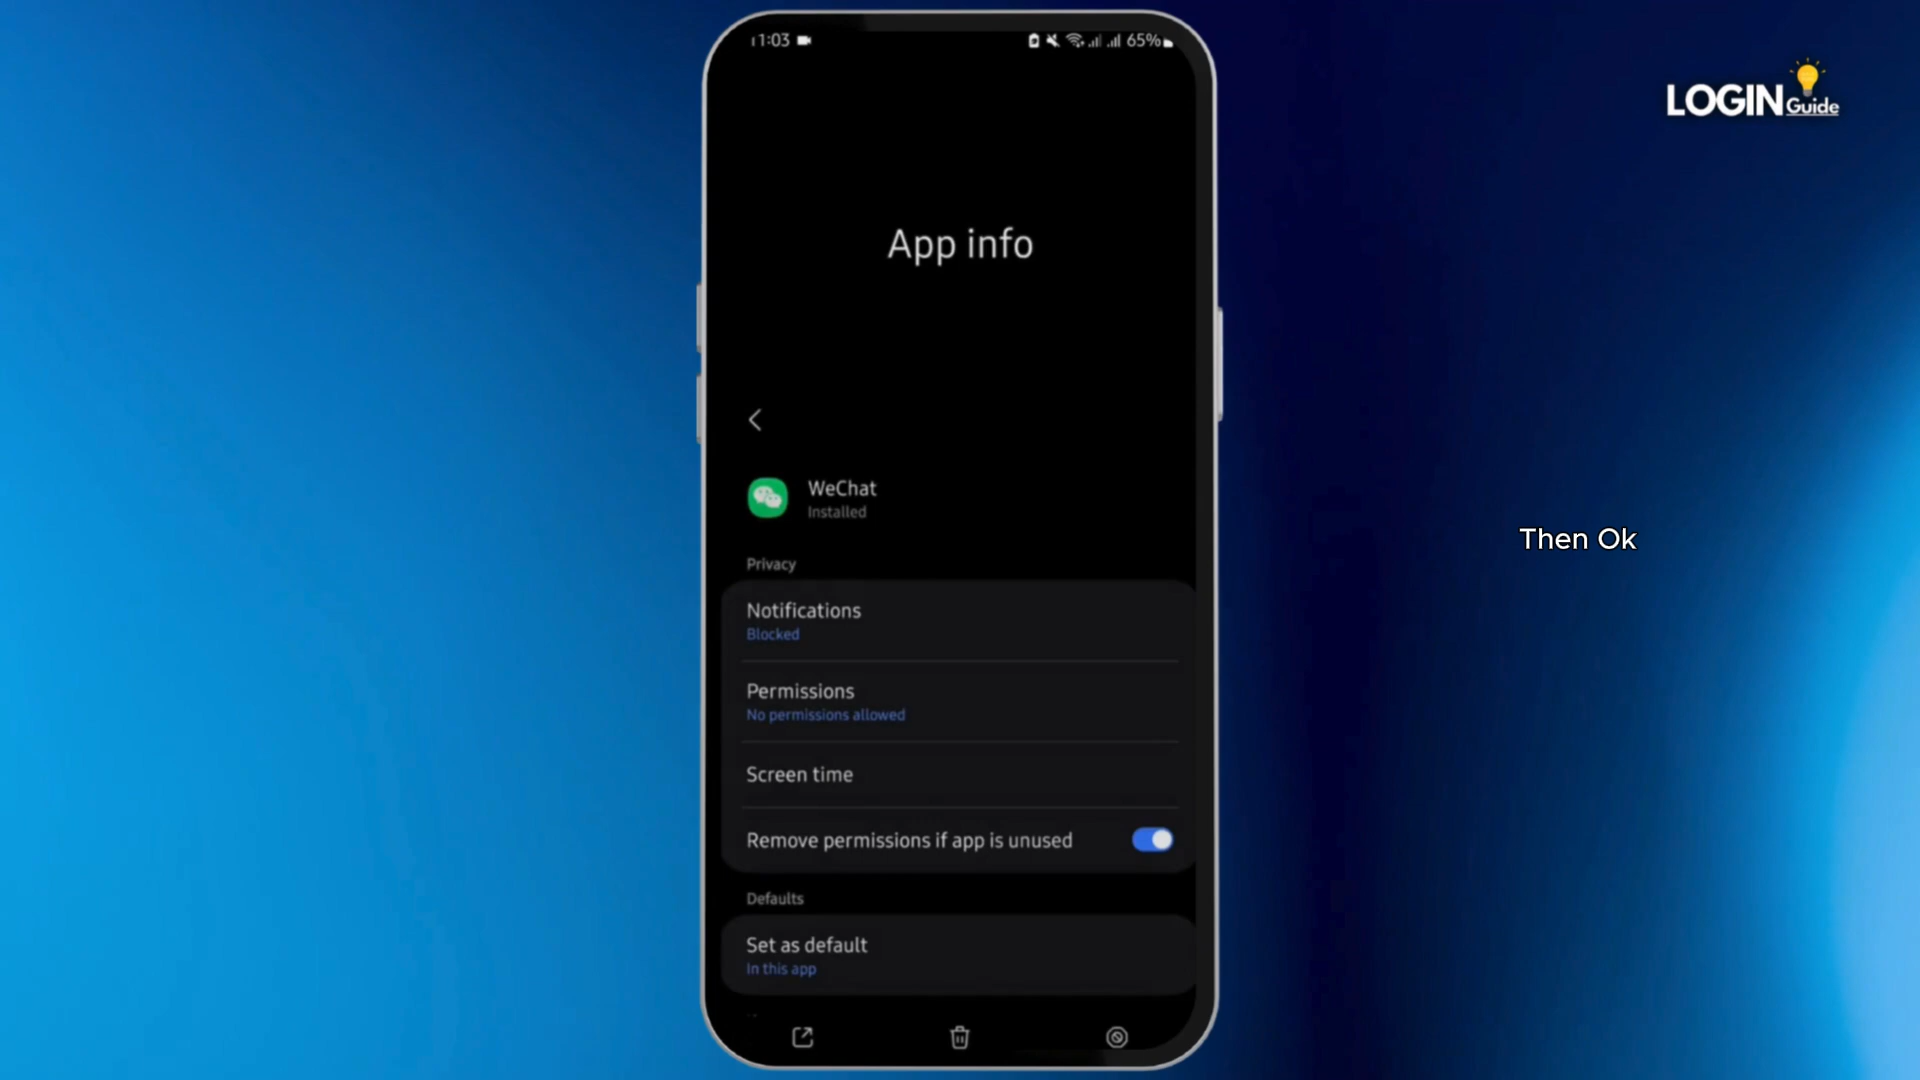 11:03
65%
LOGIN Guide
App info
WeChat
Installed
Then Ok
Privacy
Notifications
Blocked
Permissions
No permissions allowed
Screen time
Remove permissions if app is unused
Defaults
Set as default
In this app